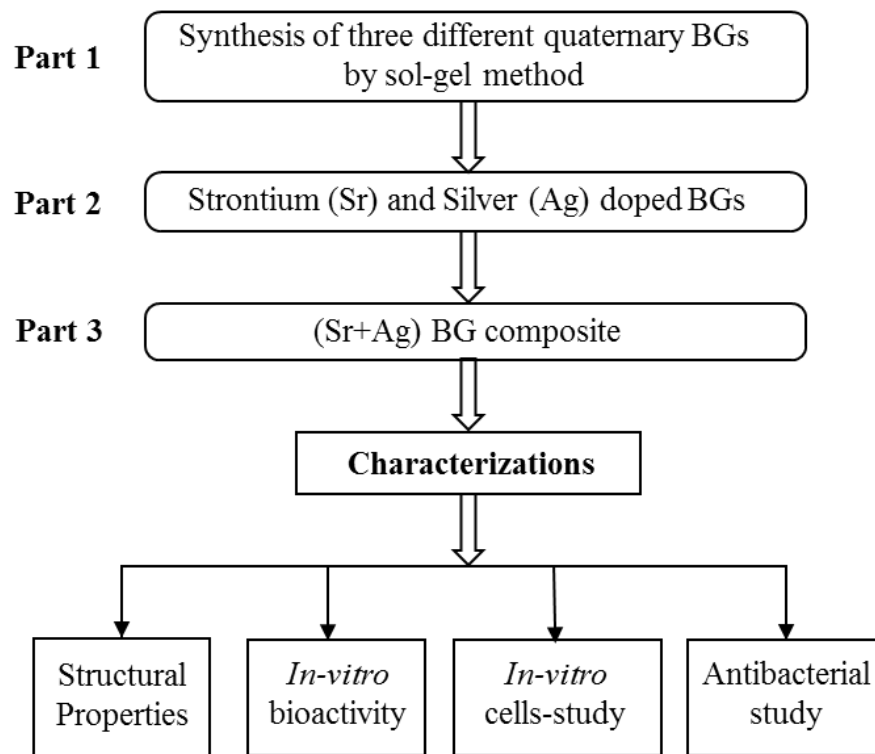 Part 1
Synthesis of three different quaternary BGs
by sol-gel method
Part 2
Strontium (Sr) and Silver (Ag) doped BGs
Part 3
(Sr+Ag) BG composite
Characterizations
Structural
Properties
In-vitro
bioactivity
In-vitro
cells-study
Antibacterial
study